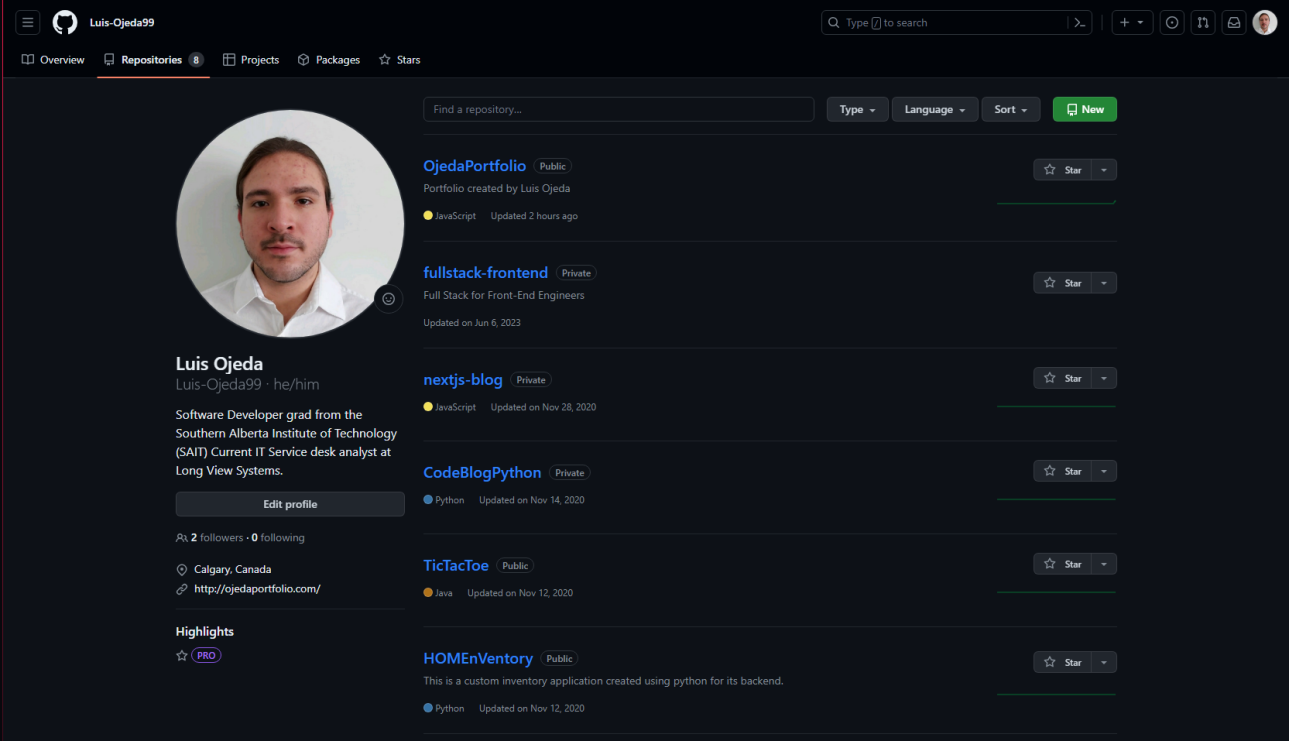 Luis-Ojeda99
Type / to search
Overview
Repositories 8
Projects
Packages
Stars
Find a repository...
Type
Language
Sort
New
OjedaPortfolio Public
Star
Portfolio created by Luis Ojeda
JavaScript Updated 2 hours ago
fullstack-frontend Private
Star
Full Stack for Front-End Engineers
Updated on Jun 6, 2023
nextjs-blog Private
Star
JavaScript Updated on Nov 28, 2020
CodeBlogPython Private
Star
Python Updated on Nov 14, 2020
TicTacToe Public
Star
Java Updated on Nov 12, 2020
HOMEnVentory Public
Star
This is a custom inventory application created using python for its backend.
Python Updated on Nov 12, 2020
Luis Ojeda
Luis-Ojeda99 · he/him
Software Developer grad from the
Southern Alberta Institute of Technology
(SAIT) Current IT Service desk analyst at
Long View Systems.
Edit profile
2 followers · 0 following
Calgary, Canada
http://ojedaportfolio.com/
Highlights
PRO